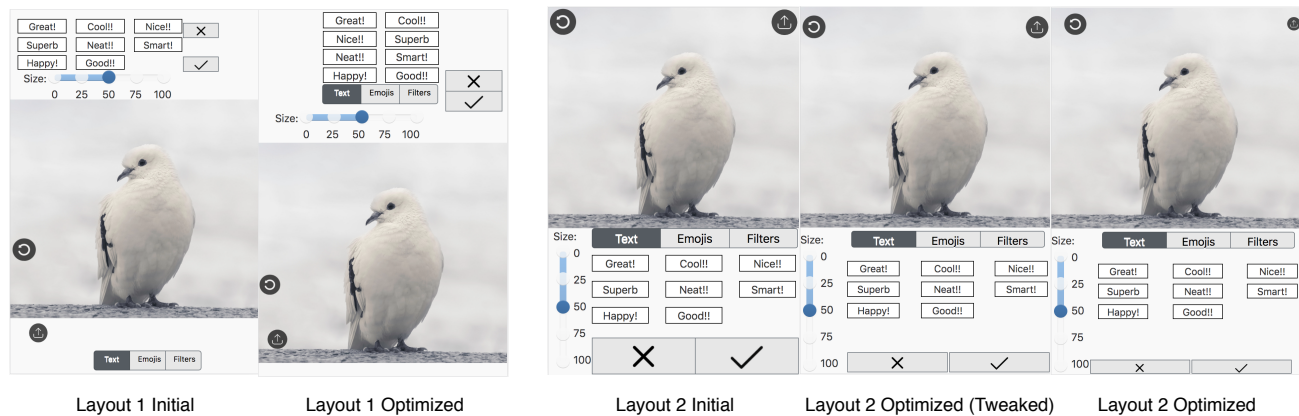 Great! Cool!! Nice!!
Superb Neat!! Smart!
Happy! Good!!
Size:
0 25 50 75 100
Text Emojis Filters
Layout 1 Initial
Great! Cool!!
Nice!! Superb
Neat!! Smart!
Happy! Good!!
Text Emojis Filters
Size:
0 25 50 75 100
Layout 1 Optimized
Size: Text Emojis Filters
0
Great! Cool!! Nice!!
25
Superb Neat!! Smart!
50
Happy! Good!!
75
100
Layout 2 Initial
Size: Text Emojis Filters
0
Great! Cool!! Nice!!
25
Superb Neat!! Smart!
50
Happy! Good!!
75
100
Layout 2 Optimized (Tweaked)
Size: Text Emojis Filters
0
Great! Cool!! Nice!!
25
Superb Neat!! Smart!
50
Happy! Good!!
75
100
Layout 2 Optimized